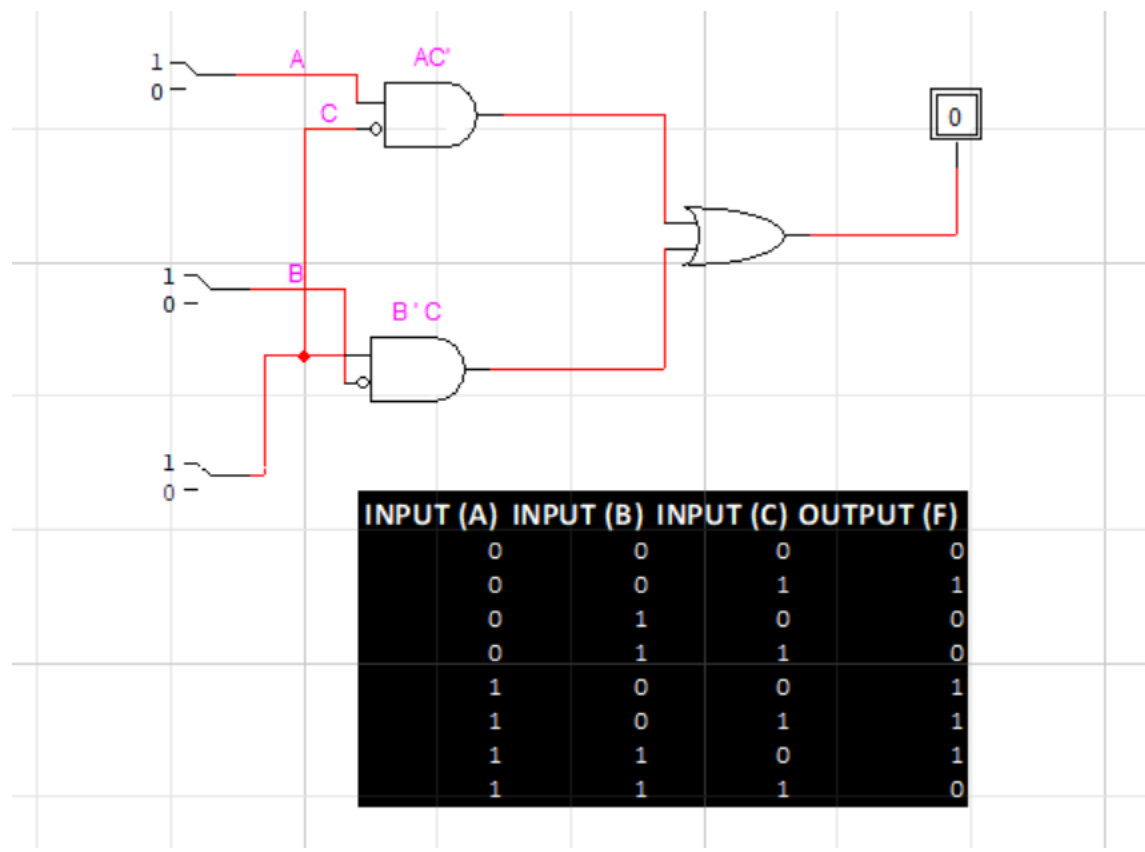 AC'
1 A
0
C
0
1 B
0
B ' C
1
0
INPUT (A) INPUT (B) INPUT (C) OUTPUT (F)
0 0 0 0
0 0 1 1
0 1 0 0
0 1 1 0
1 0 0 1
1 0 1 1
1 1 0 1
1 1 1 0